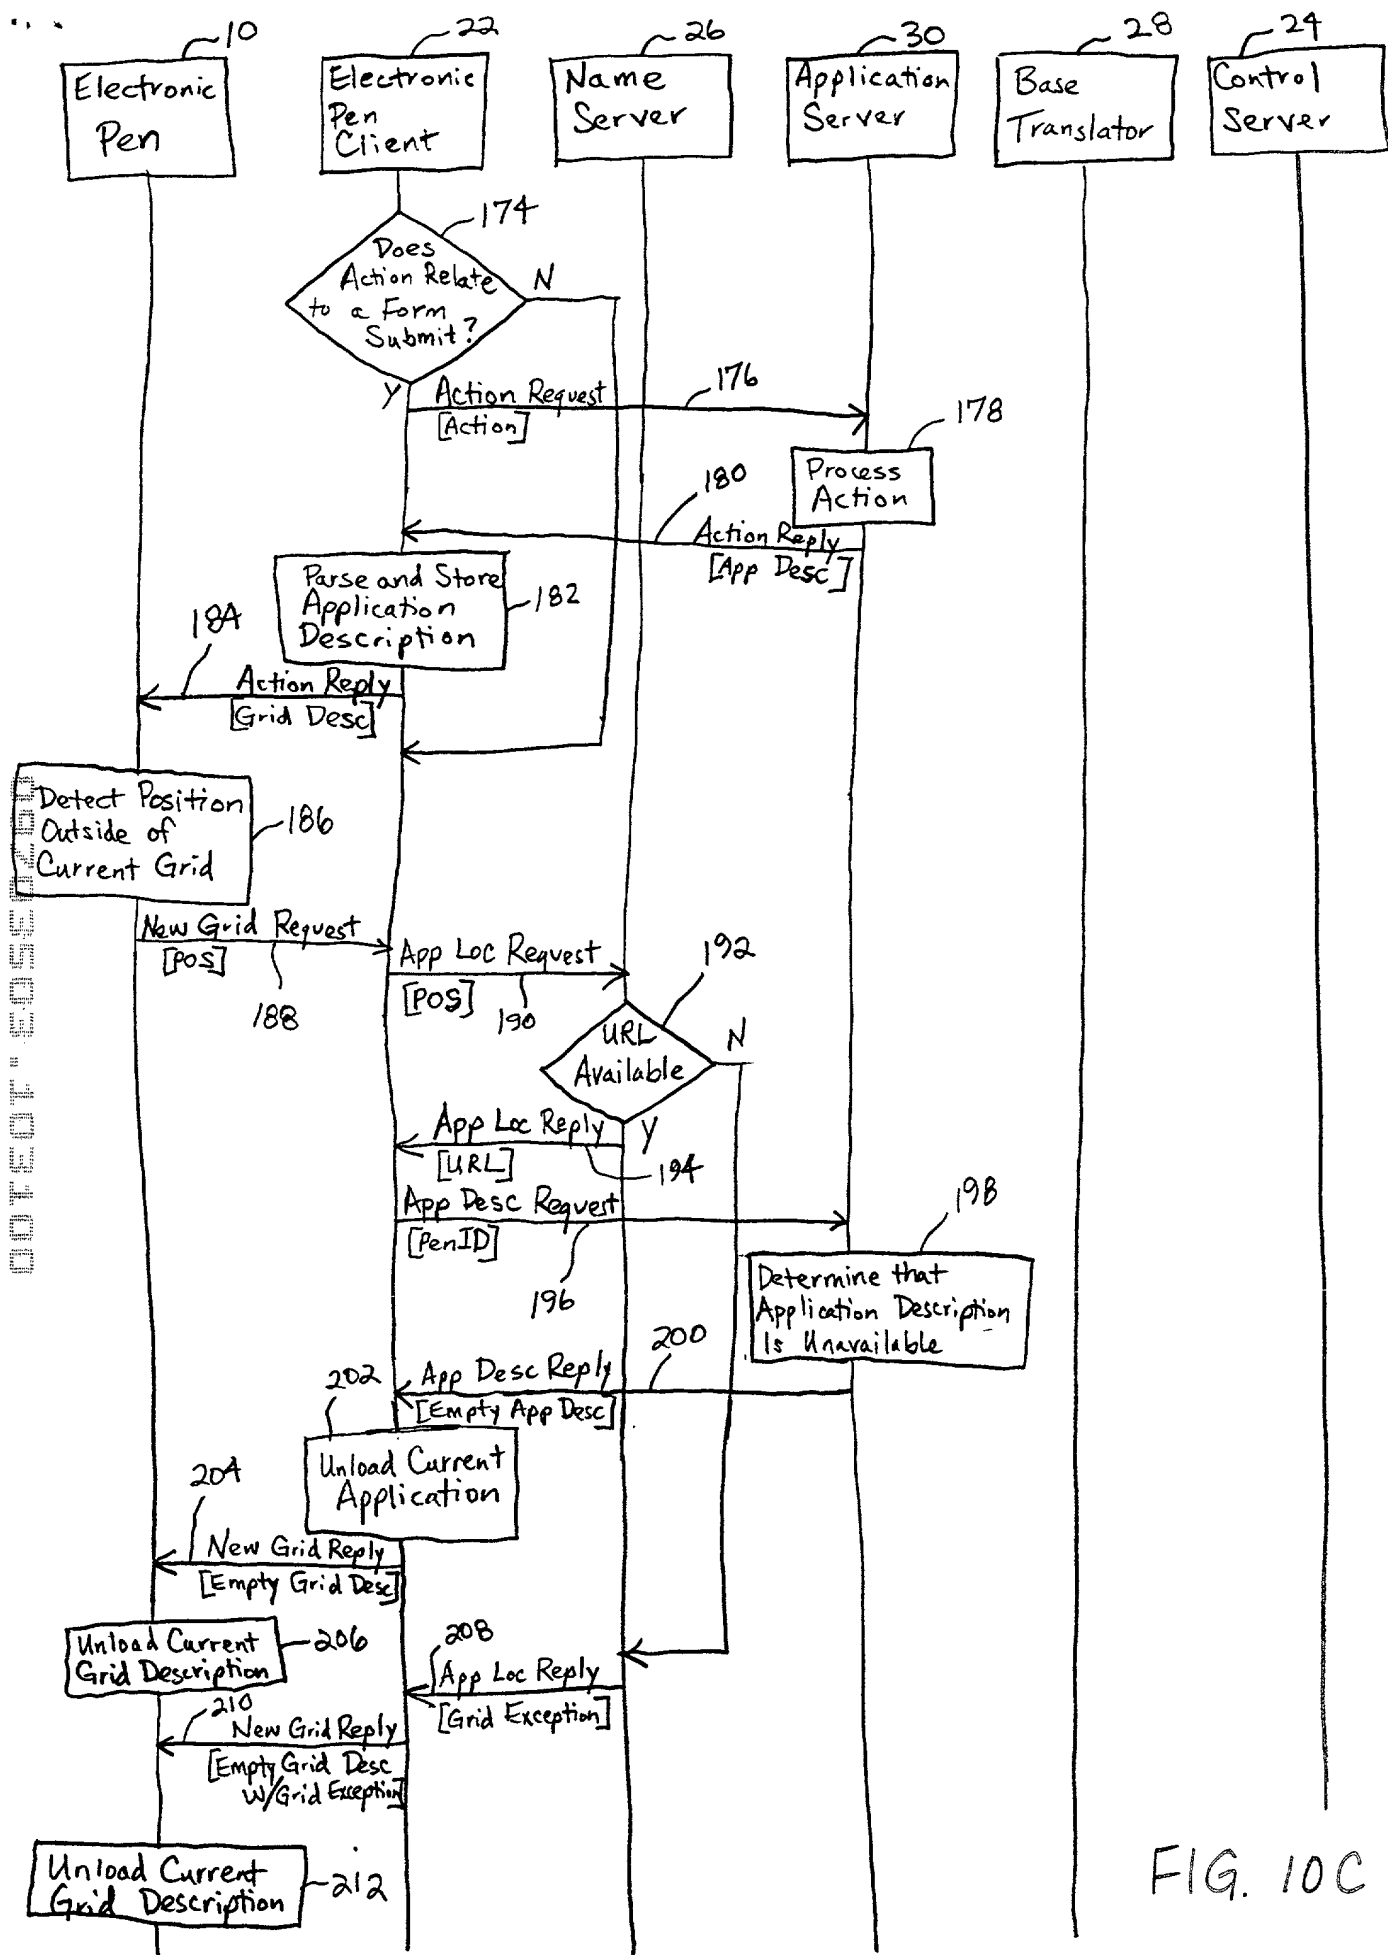 10
22
26
30
28
24
Electronic
Pen
Electronic
Pen
Client
Name
Server
Application
Server
Base
Translator
Control
Server
174
Does
Action Relate
to a Form
Submit?
N
Y
Action Request
[Action]
176
178
Process
Action
180
Action Reply
[App Desc]
Parse and Store
Application
Description
182
184
Action Reply
[Grid Desc]
Detect Position
Outside of
Current Grid
186
New Grid Request
[POS]
188
App Loc Request
[POS]
190
192
URL
Available
N
Y
App Loc Reply
[URL]
194
App Desc Request
[PenID]
196
198
Determine that
Application Description
Is Unavailable
200
App Desc Reply
[Empty App Desc]
202
Unload Current
Application
204
New Grid Reply
[Empty Grid Desc]
Unload Current
Grid Description
206
208
App Loc Reply
[Grid Exception]
210
New Grid Reply
[Empty Grid Desc
w/Grid Exception]
Unload Current
Grid Description
212
FIG. 10C